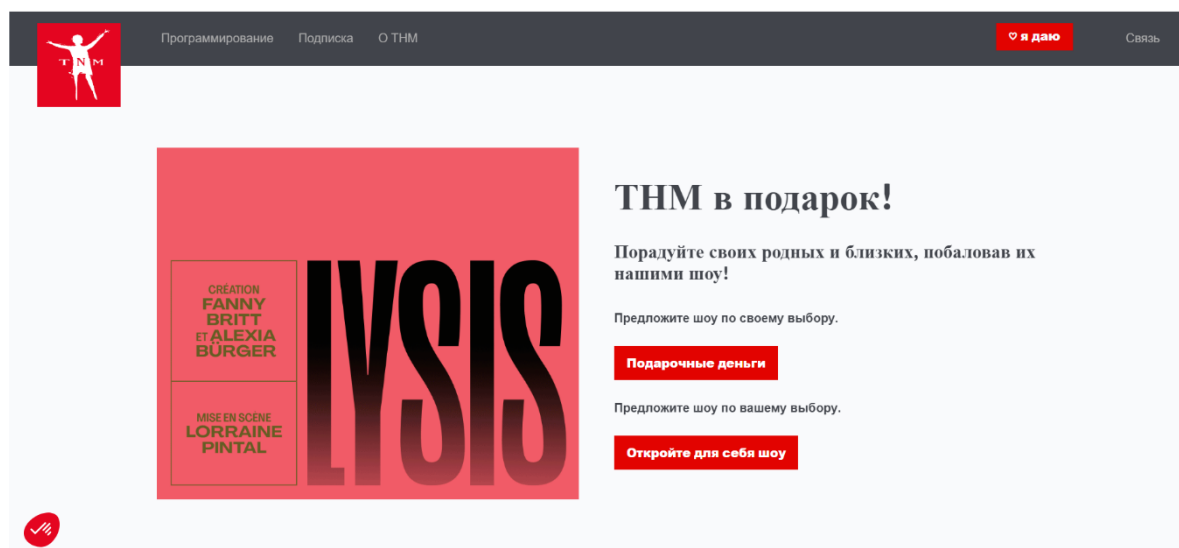 TNM
Программирование Подписка О ТНМ
♡ я даю
Связь
ТНМ в подарок!
Порадуйте своих родных и близких, побаловав их
нашими шоу!
Предложите шоу по своему выбору.
Подарочные деньги
Предложите шоу по вашему выбору.
Откройте для себя шоу
CRÉATION
FANNY
BRITT
ET ALEXIA
BÜRGER
MISE EN SCÈNE
LORRAINE
PINTAL
LYSIS